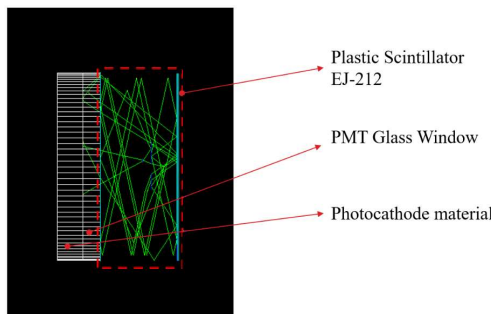 Plastic Scintillator
EJ-212
PMT Glass Window
Photocathode material